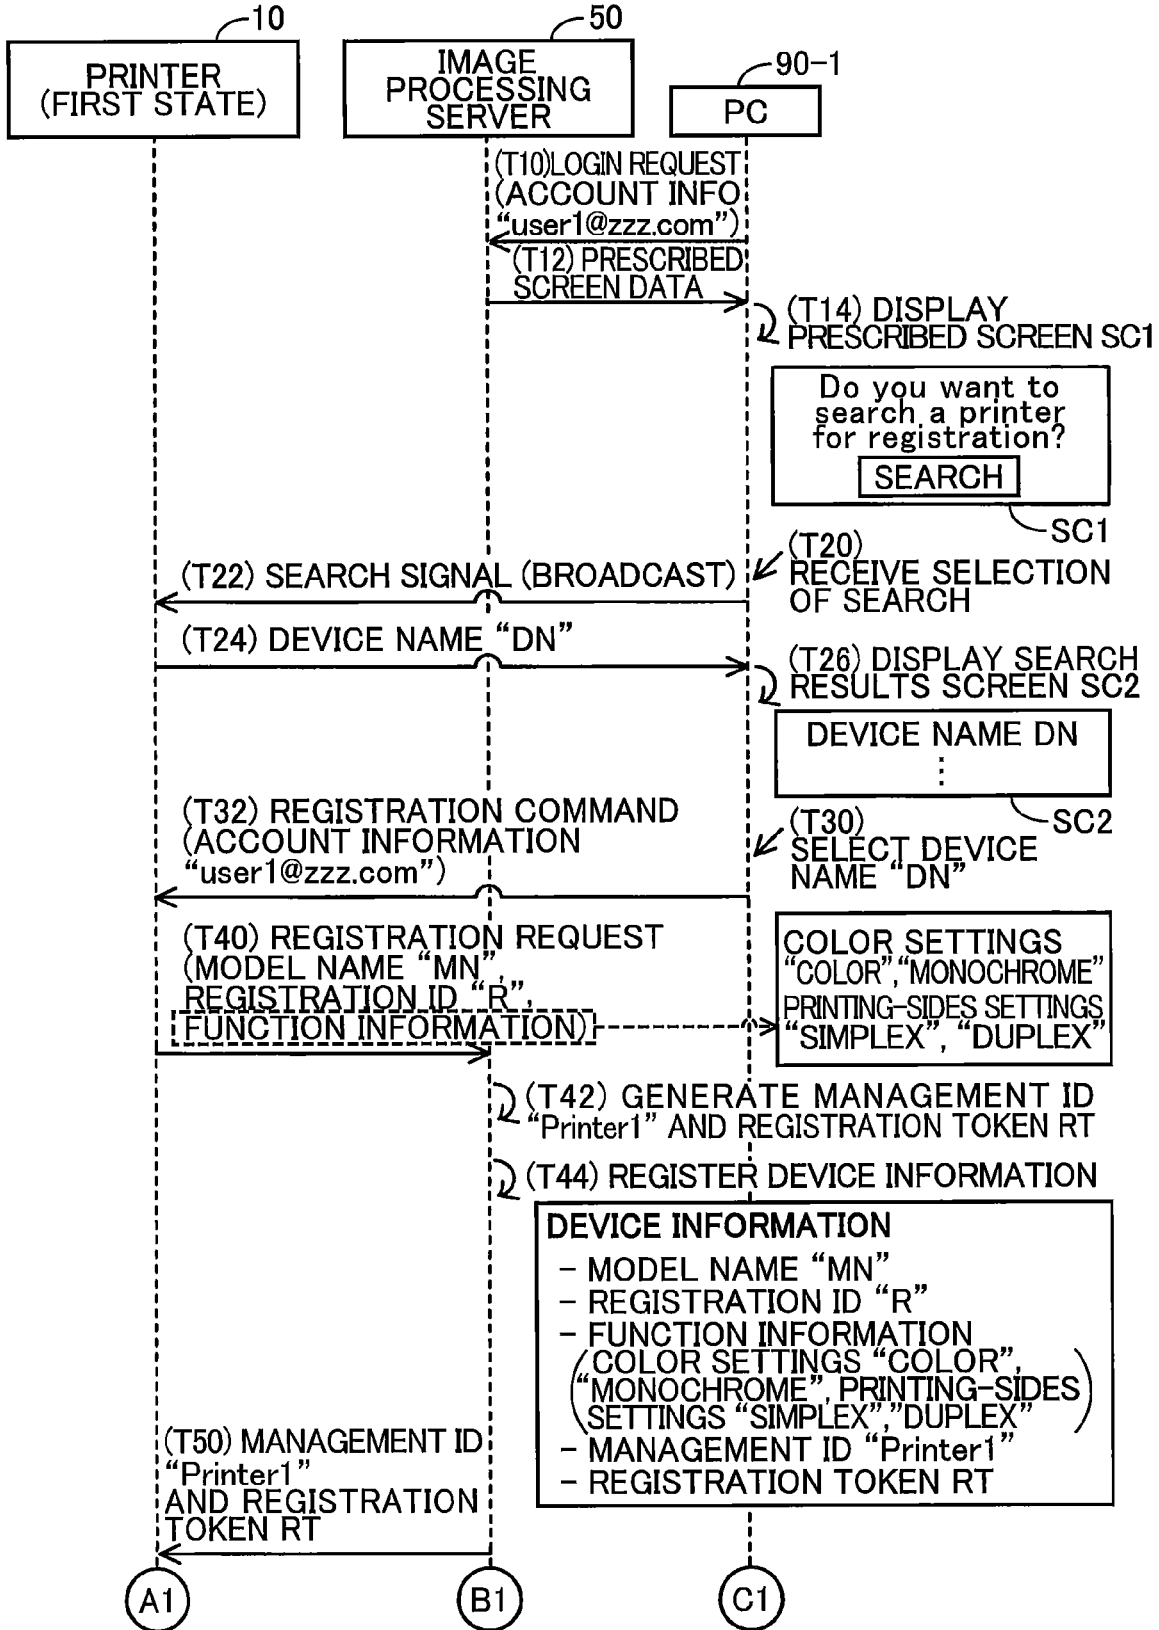 10
50
90-1
PRINTER
(FIRST STATE)
IMAGE
PROCESSING
SERVER
PC
(T10)LOGIN REQUEST
(ACCOUNT INFO
“user1@zzz.com”)
(T12) PRESCRIBED
SCREEN DATA
(T14) DISPLAY
PRESCRIBED SCREEN SC1
Do you want to
search a printer
for registration?
SEARCH
SC1
(T20)
RECEIVE SELECTION
OF SEARCH
(T22) SEARCH SIGNAL (BROADCAST)
(T24) DEVICE NAME “DN”
(T26) DISPLAY SEARCH
RESULTS SCREEN SC2
DEVICE NAME DN
⋮
SC2
(T30)
SELECT DEVICE
NAME “DN”
(T32) REGISTRATION COMMAND
(ACCOUNT INFORMATION
“user1@zzz.com”)
(T40) REGISTRATION REQUEST
(MODEL NAME “MN”,
REGISTRATION ID “R”,
FUNCTION INFORMATION)
COLOR SETTINGS
“COLOR”,“MONOCHROME”
PRINTING-SIDES SETTINGS
“SIMPLEX”, “DUPLEX”
(T42) GENERATE MANAGEMENT ID
“Printer1” AND REGISTRATION TOKEN RT
(T44) REGISTER DEVICE INFORMATION
DEVICE INFORMATION
- MODEL NAME “MN”
- REGISTRATION ID “R”
- FUNCTION INFORMATION
(COLOR SETTINGS “COLOR”,
“MONOCHROME”, PRINTING-SIDES
SETTINGS “SIMPLEX”,“DUPLEX”)
- MANAGEMENT ID “Printer1”
- REGISTRATION TOKEN RT
(T50) MANAGEMENT ID
“Printer1”
AND REGISTRATION
TOKEN RT
A1
B1
C1